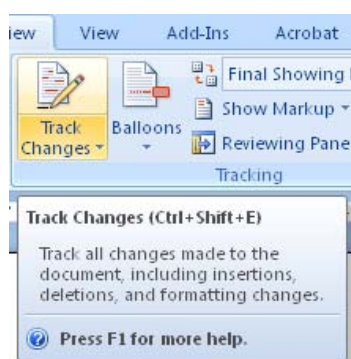 iew View Add-Ins Acrobat
Final Showing
Show Markup
Track Changes
Balloons
Reviewing Pane
Tracking
Track Changes (Ctrl+Shift+E)
Track all changes made to the
document, including insertions,
deletions, and formatting changes.
Press F1 for more help.